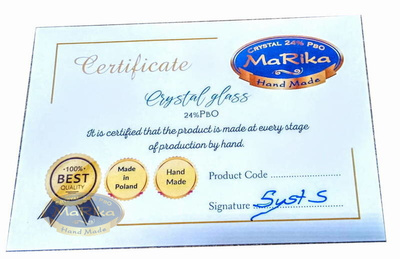 CRYSTAL 24% PBO
MaRika
Hand Made
Certificate
Crystal glass
24%PBO
It is certified that the product is made at every stage
of production by hand.
•100%•
BEST
QUALITY
MaRika
Hand Made
Made
in
Poland
Hand
Made
Product Code ..................
Signature ..................